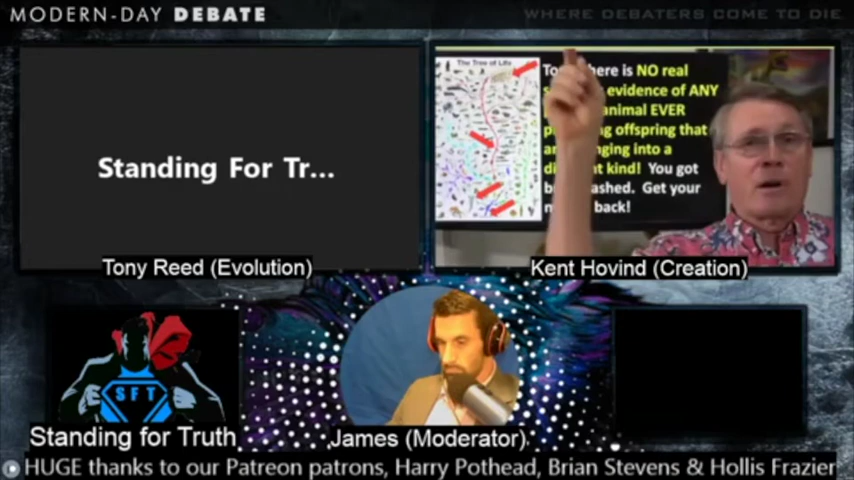 MODERN-DAY DEBATE
WHERE DEBATERS COME TO DIE
Standing For Tr...
Tony Reed (Evolution)
The Tree of Life
here is NO real
evidence of ANY
animal EVER
offspring that
into a
kind! You got
Get your
back!
Kent Hovind (Creation)
SFT
Standing for Truth
James (Moderator)
HUGE thanks to our Patreon patrons, Harry Pothead, Brian Stevens & Hollis Frazier